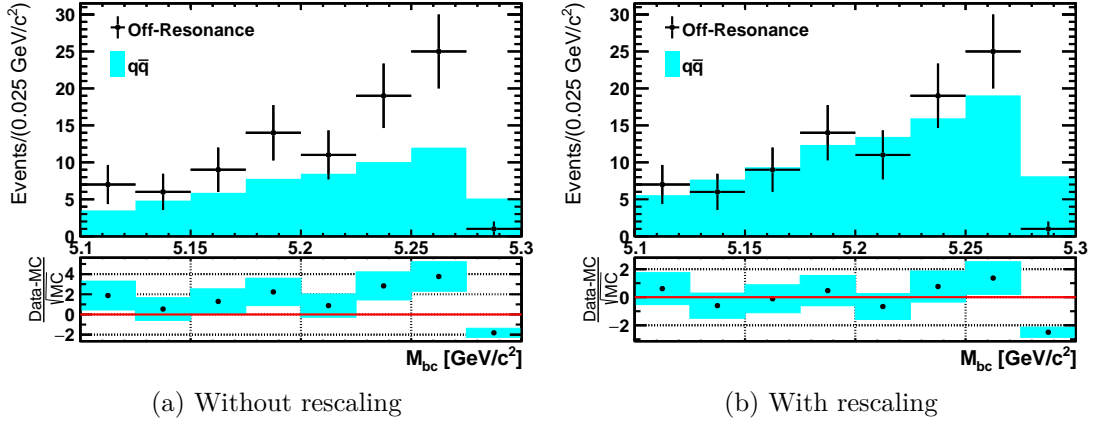 Events/(0.025 GeV/c²)
30
25
20
15
10
5
0
Off-Resonance
qq̅
5.1
5.15
5.2
5.25
5.3
Data-MC
√MC
4
2
0
−2
M_bc [GeV/c²]
(a) Without rescaling
Events/(0.025 GeV/c²)
30
25
20
15
10
5
0
Off-Resonance
qq̅
5.1
5.15
5.2
5.25
5.3
Data-MC
√MC
2
0
−2
M_bc [GeV/c²]
(b) With rescaling